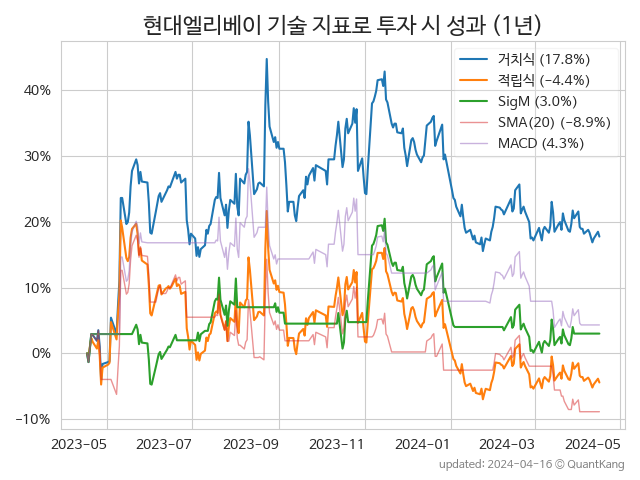 현대엘리베이 기술 지표로 투자 시 성과 (1년)
거치식 (17.8%)
적립식 (−4.4%)
SigM (3.0%)
SMA(20) (−8.9%)
MACD (4.3%)
40%
30%
20%
10%
0%
−10%
2023-05 2023-07 2023-09 2023-11 2024-01 2024-03 2024-05
updated: 2024-04-16 © QuantKang